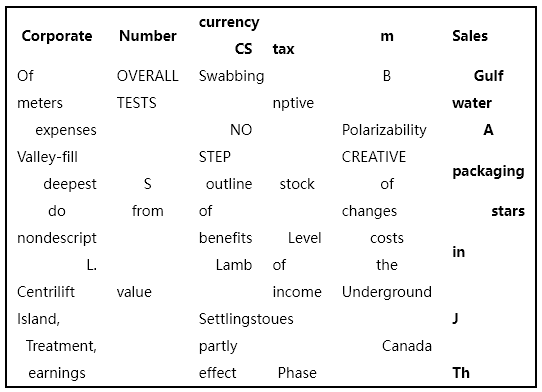 Corporate Number currency m Sales
CS tax
Of OVERALL Swabbing B Gulf
meters TESTS nptive water
expenses NO Polarizability A
Valley-fill STEP CREATIVE packaging
deepest S outline stock of
do from of changes stars
nondescript benefits Level costs in
L. Lamb of the
Centrilift value income Underground
Island, Settlingstoues J
Treatment, partly Canada
earnings effect Phase Th